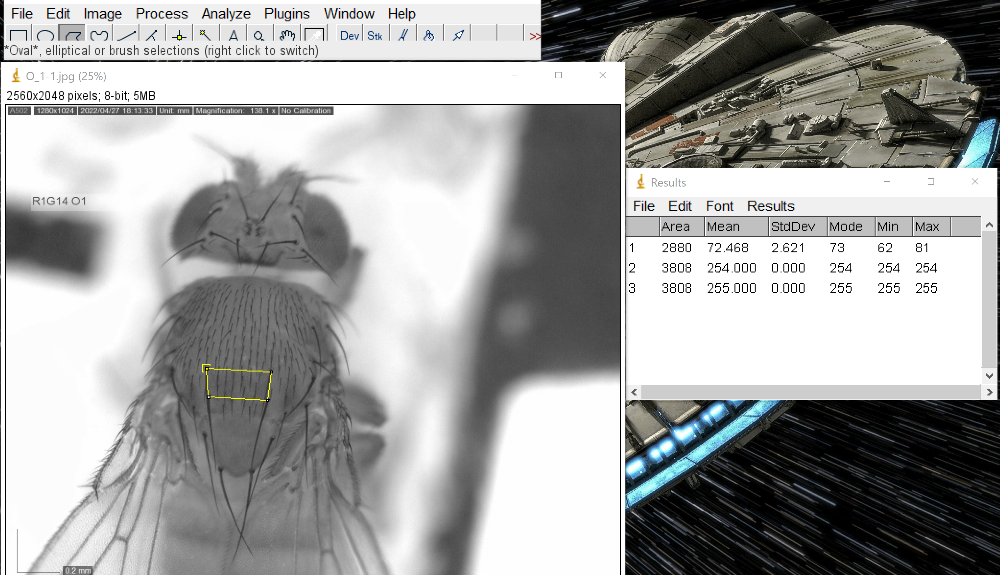 File Edit Image Process Analyze Plugins Window Help
A Dev Stk >>
*Oval*, elliptical or brush selections (right click to switch)
O_1-1.jpg (25%)
2560x2048 pixels; 8-bit; 5MB
A502 1280x1024 2022/04/27 18:13:33 Unit: mm Magnification: 138.1 x No Calibration
R1G14 O1
0.2 mm
Results
File Edit Font Results
Area Mean StdDev Mode Min Max
1 2880 72.468 2.621 73 62 81
2 3808 254.000 0.000 254 254 254
3 3808 255.000 0.000 255 255 255